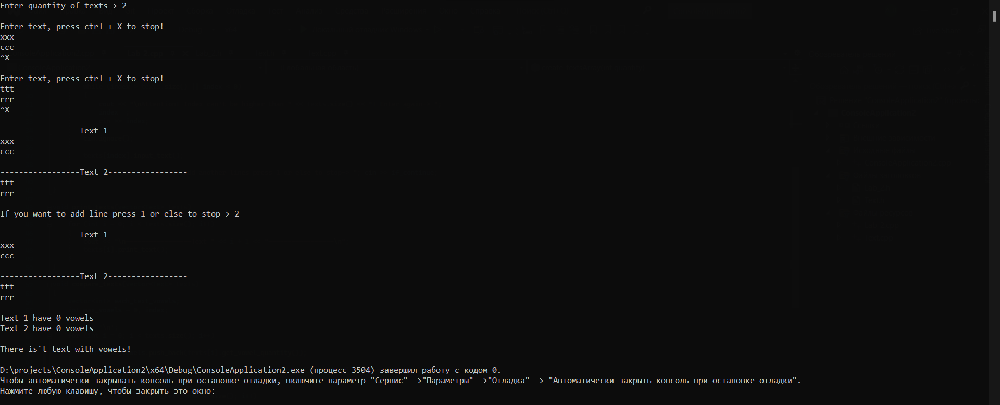 Enter quantity of texts-> 2
Enter text, press ctrl + X to stop!
xxx
ccc
^X
Enter text, press ctrl + X to stop!
ttt
rrr
^X
-----------------Text 1-----------------
xxx
ccc
-----------------Text 2-----------------
ttt
rrr
If you want to add line press 1 or else to stop-> 2
-----------------Text 1-----------------
xxx
ccc
-----------------Text 2-----------------
ttt
rrr
Text 1 have 0 vowels
Text 2 have 0 vowels
There is`t text with vowels!
D:\projects\ConsoleApplication2\x64\Debug\ConsoleApplication2.exe (процесс 3504) завершил работу с кодом 0.
Чтобы автоматически закрывать консоль при остановке отладки, включите параметр "Сервис" ->"Параметры" ->"Отладка" -> "Автоматически закрыть консоль при остановке отладки".
Нажмите любую клавишу, чтобы закрыть это окно: